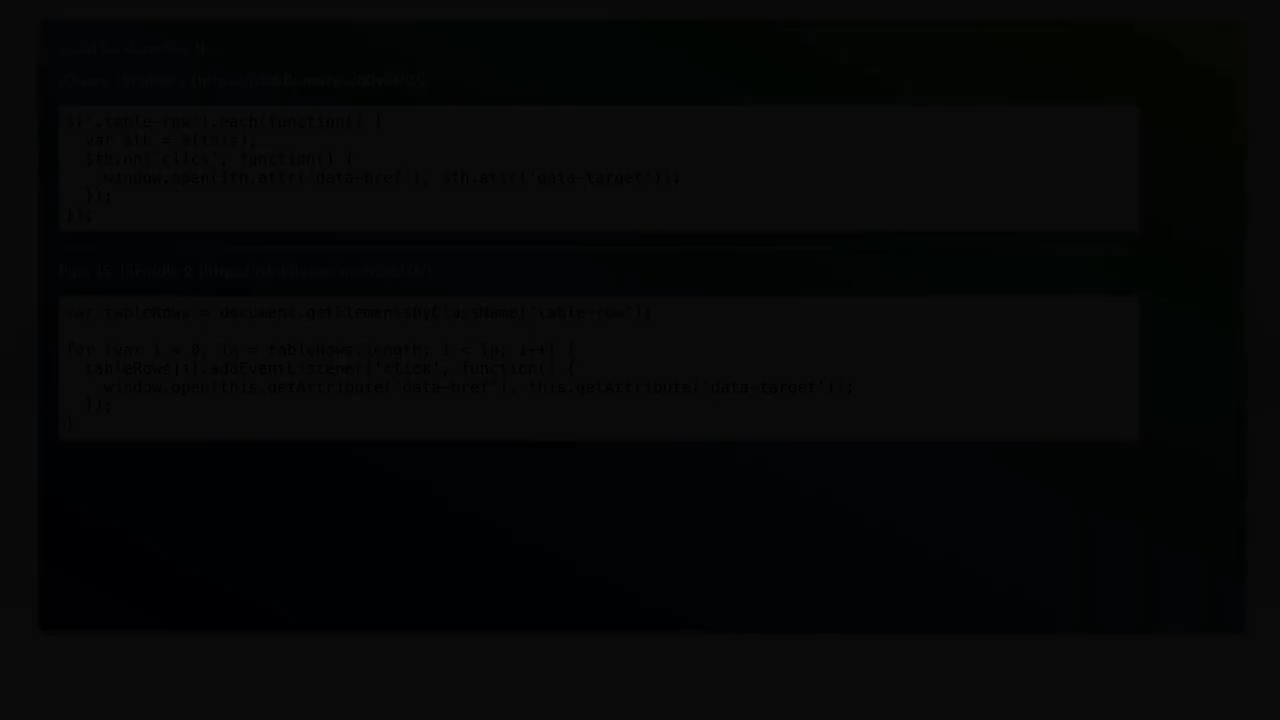 $('.table-row').each(function() {
var $th = $(this);
$th.on('click', function() {
window.open($th.attr('data-href'), $th.attr('data-target'));
});
});
var tableRows = document.getElementsByClassName('table-row');
for (var i = 0, ln = tableRows.length; i < ln; i++) {
tableRows[i].addEventListener('click', function() {
window.open(this.getAttribute('data-href'), this.getAttribute('data-target'));
});
}